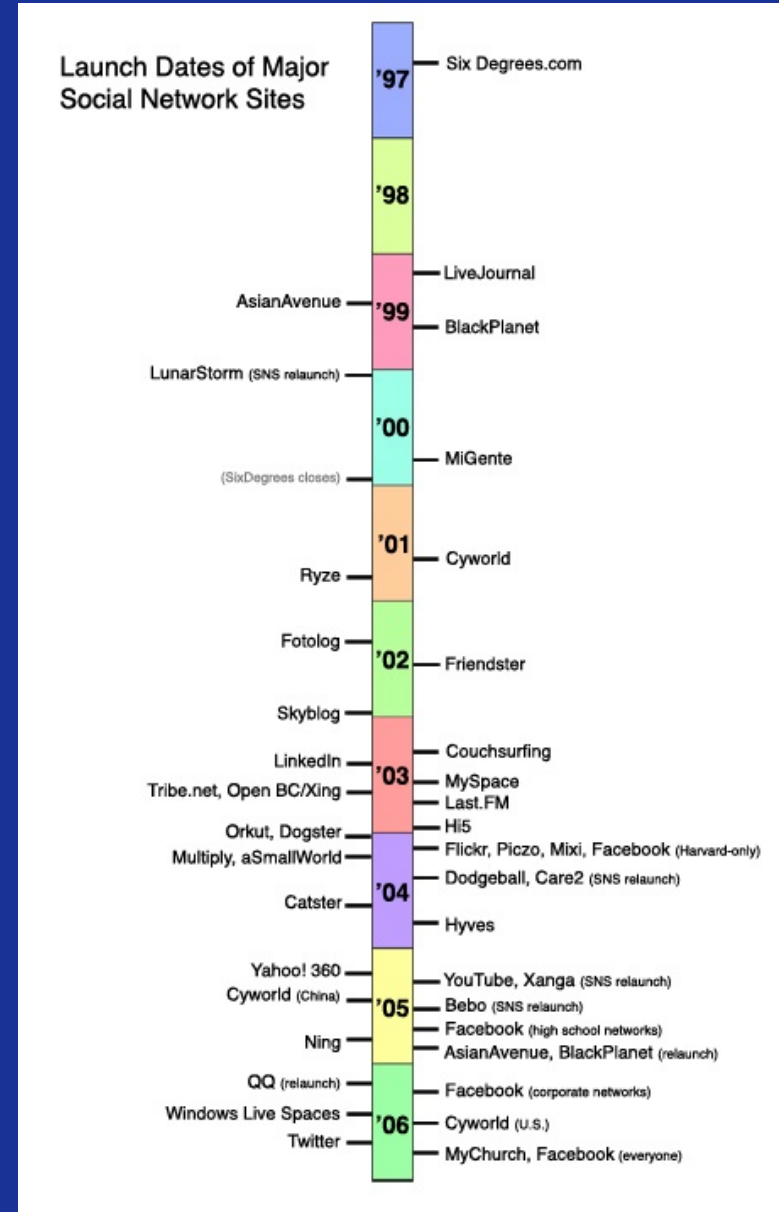 Launch Dates of Major
Social Network Sites
'97
Six Degrees.com
'98
'99
LiveJournal
AsianAvenue
BlackPlanet
LunarStorm (SNS relaunch)
'00
MiGente
(SixDegrees closes)
'01
Cyworld
Ryze
Fotolog
'02
Friendster
Skyblog
Couchsurfing
LinkedIn
'03
MySpace
Tribe.net, Open BC/Xing
Last.FM
Hi5
Orkut, Dogster
Flickr, Piczo, Mixi, Facebook (Harvard-only)
Multiply, aSmallWorld
Dodgeball, Care2 (SNS relaunch)
'04
Catster
Hyves
Yahoo! 360
YouTube, Xanga (SNS relaunch)
Cyworld (China)
'05
Bebo (SNS relaunch)
Facebook (high school networks)
Ning
AsianAvenue, BlackPlanet (relaunch)
QQ (relaunch)
Facebook (corporate networks)
Windows Live Spaces
'06
Cyworld (U.S.)
Twitter
MyChurch, Facebook (everyone)